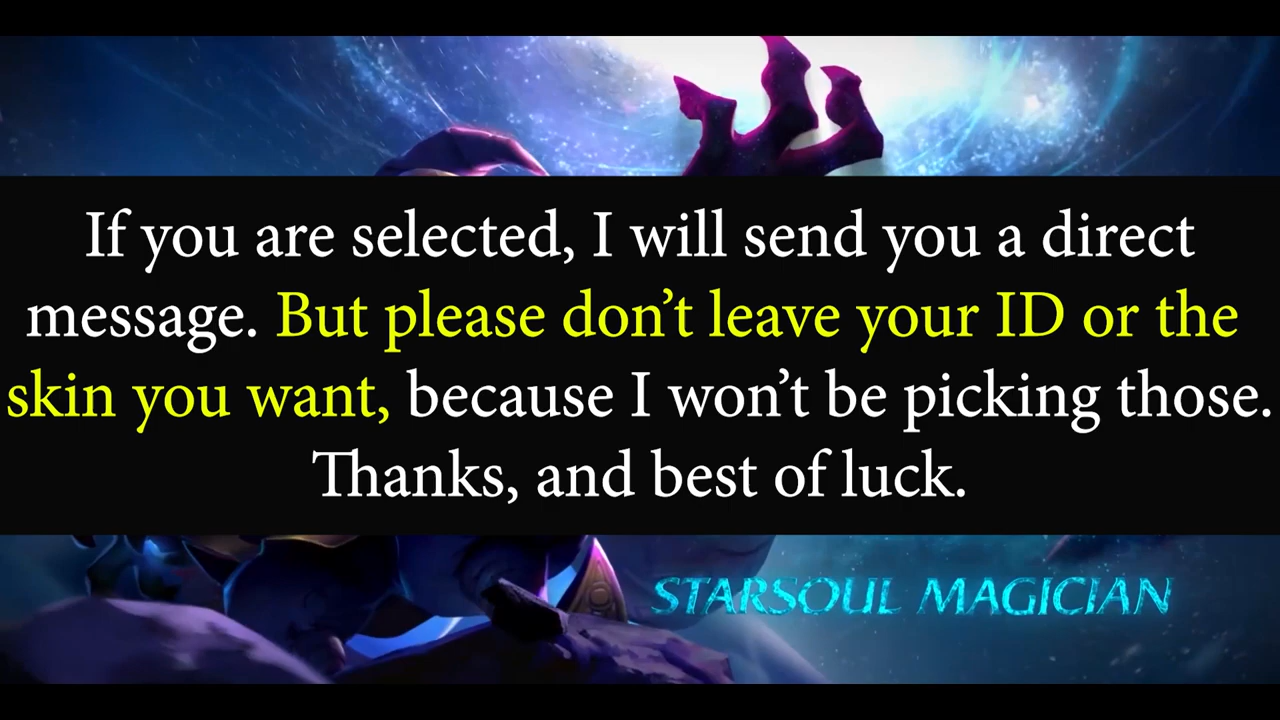 If you are selected, I will send you a direct
message. But please don’t leave your ID or the
skin you want, because I won’t be picking those.
Thanks, and best of luck.
STARSOUL MAGICIAN